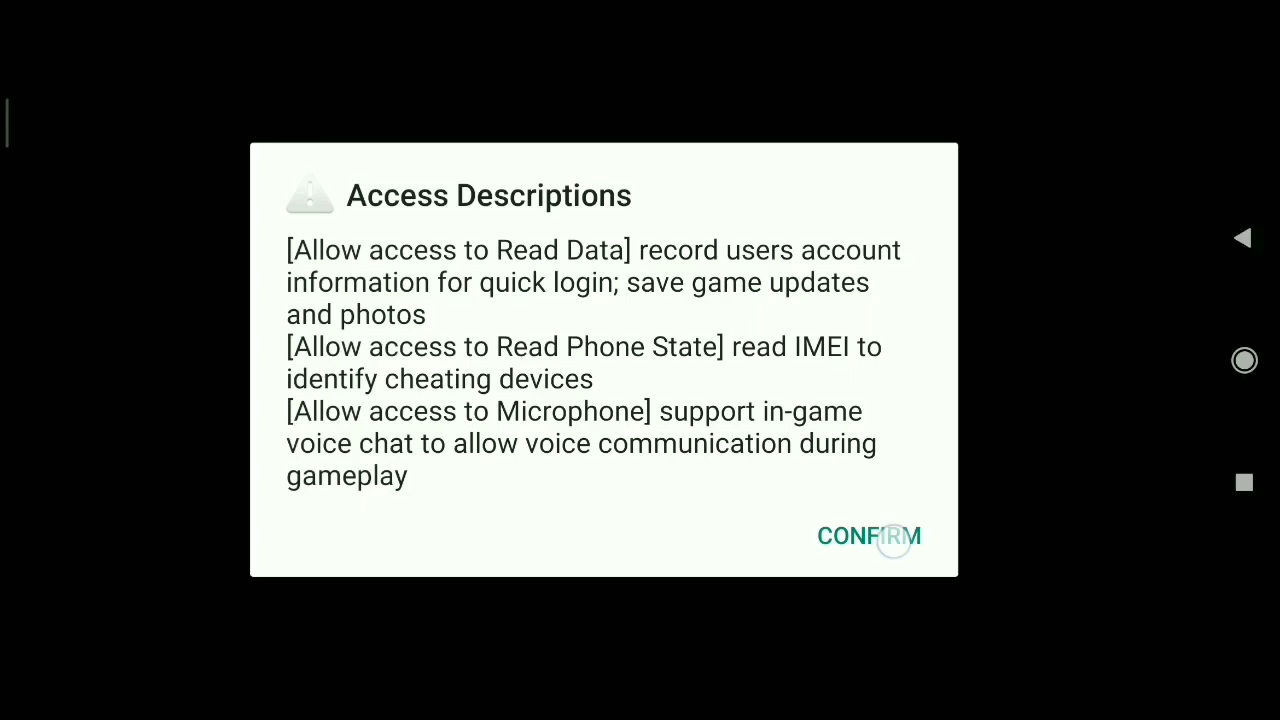 Access Descriptions
[Allow access to Read Data] record users account
information for quick login; save game updates
and photos
[Allow access to Read Phone State] read IMEI to
identify cheating devices
[Allow access to Microphone] support in-game
voice chat to allow voice communication during
gameplay
CONFIRM